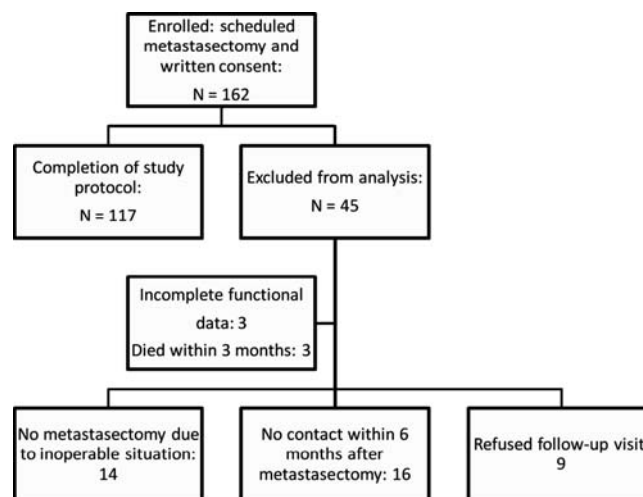 Enrolled: scheduled
metastasectomy and
written consent:
N = 162
Completion of study
protocol:
N = 117
Excluded from analysis:
N = 45
Incomplete functional
data: 3
Died within 3 months: 3
No metastasectomy due
to inoperable situation:
14
No contact within 6
months after
metastasectomy: 16
Refused follow-up visit
9